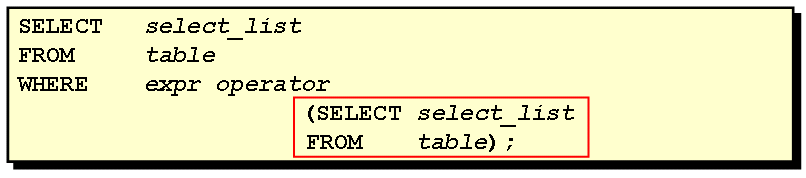 SELECT select_list
FROM table
WHERE expr operator
(SELECT select_list
FROM table);